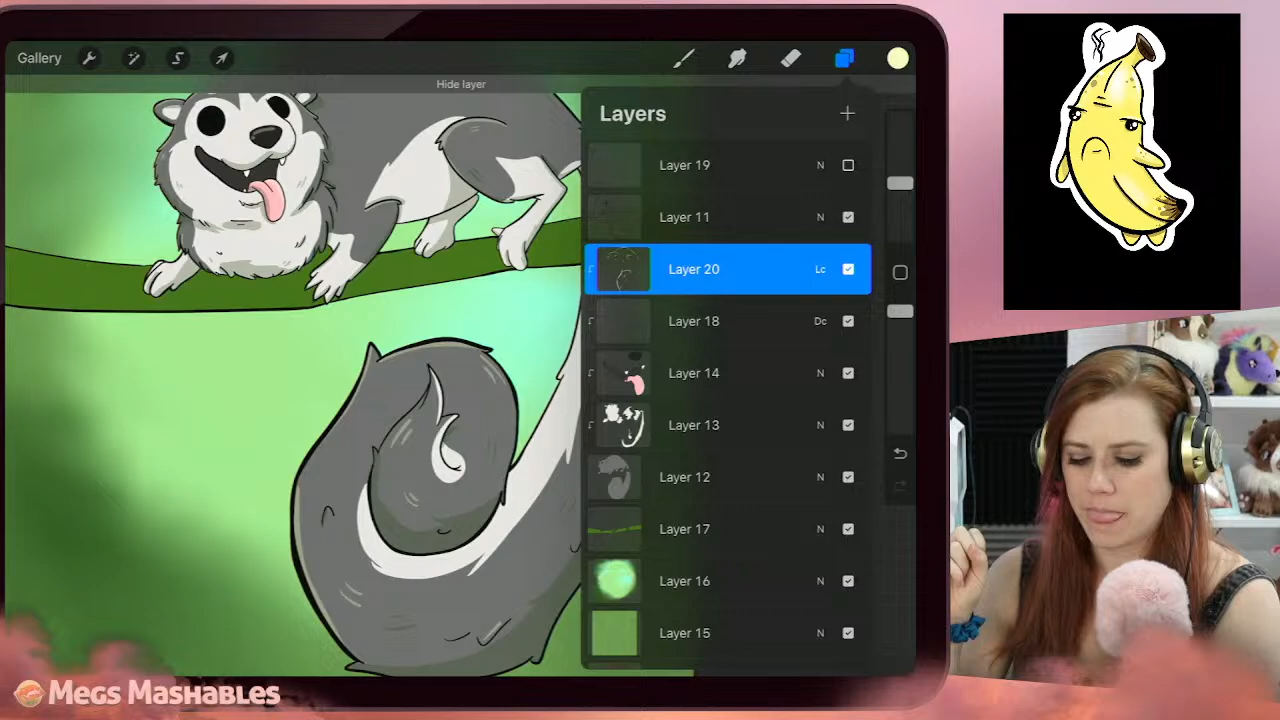 Gallery
Hide layer
Layers
Layer 19 N
Layer 11 N
Layer 20 Lc
Layer 18 Dc
Layer 14 N
Layer 13 N
Layer 12 N
Layer 17 N
Layer 16 N
Layer 15 N
Megs Mashables